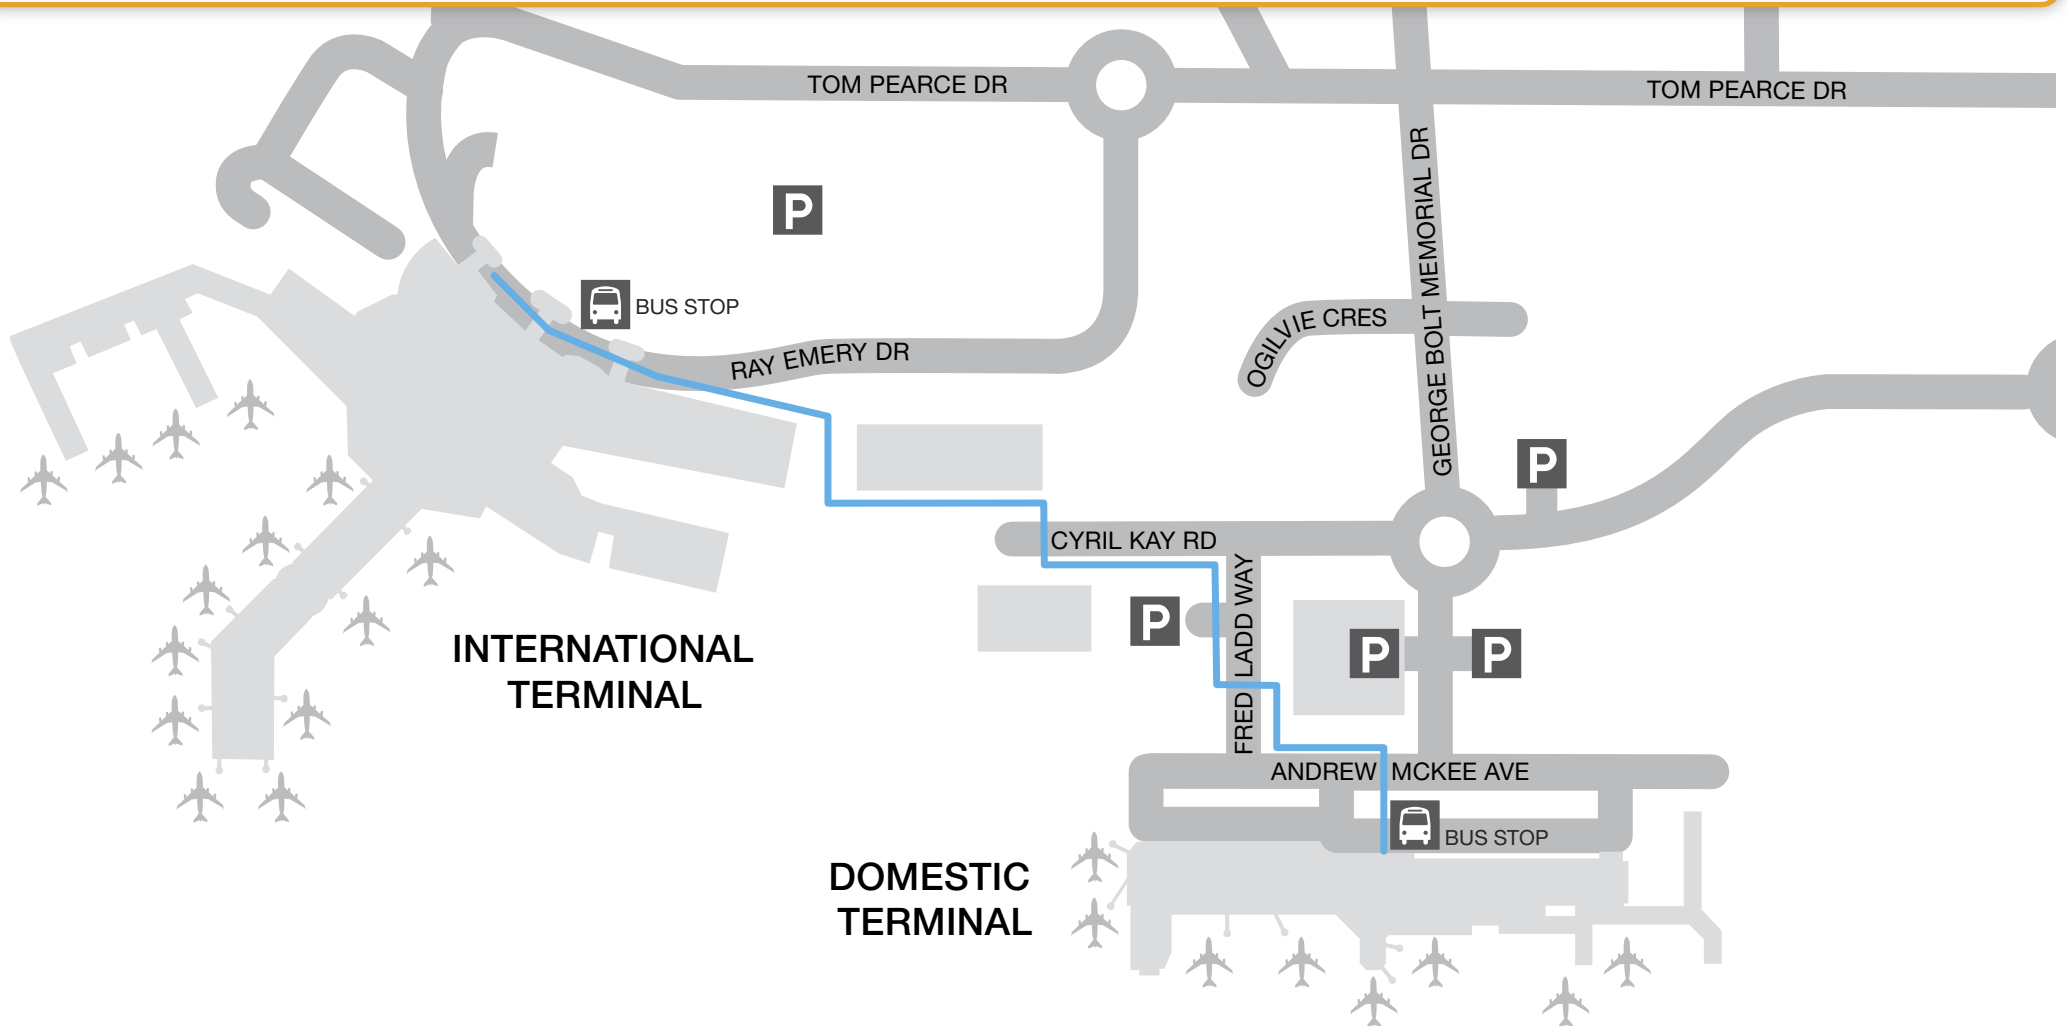 TOM PEARCE DR
TOM PEARCE DR
GEORGE BOLT MEMORIAL DR
P
BUS STOP
OGILVIE CRES
RAY EMERY DR
P
CYRIL KAY RD
FRED LADD WAY
P
P
P
INTERNATIONAL
TERMINAL
ANDREW MCKEE AVE
BUS STOP
DOMESTIC
TERMINAL